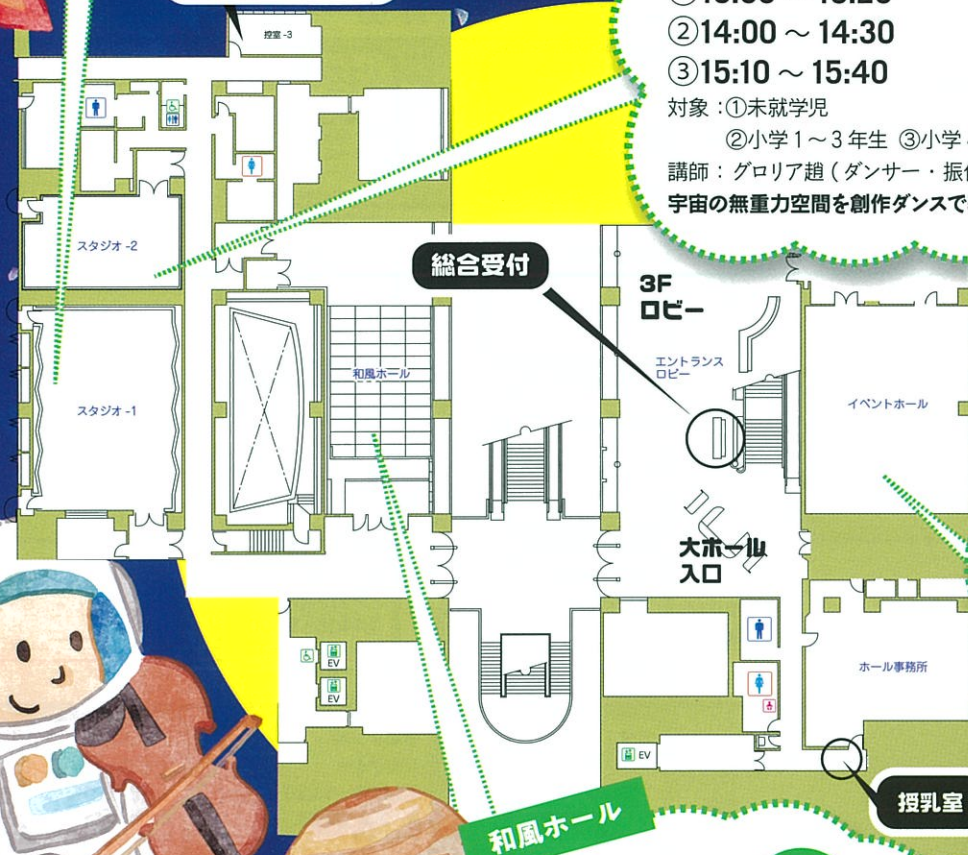 控室-3
②14:00 ～ 14:30
③15:10 ～ 15:40
対象：①未就学児
②小学1～3年生 ③小学
講師：グロリア趙（ダンサー・振
宇宙の無重力空間を創作ダンスで
スタジオ-2
総合受付
3F
ロビー
エントランス
ロビー
和風ホール
スタジオ-1
イベントホール
大ホール
入口
EV
EV
ホール事務所
EV
授乳室
和風ホール